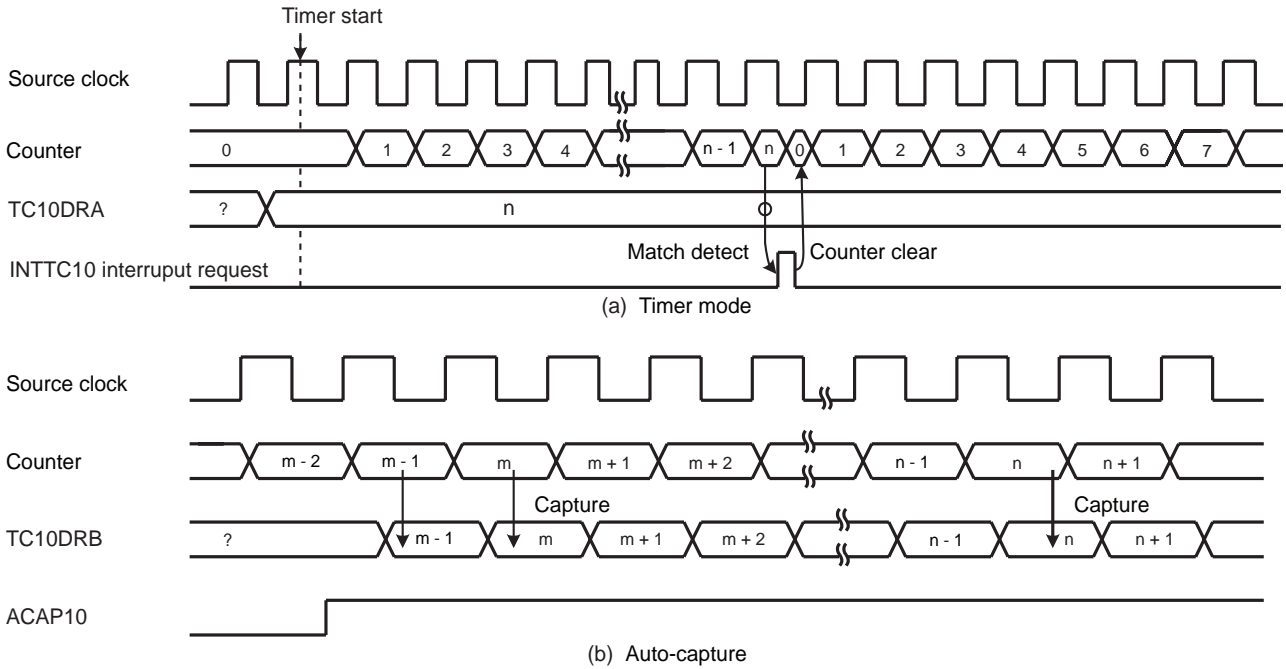 Timer start
Source clock
Counter 0 1 2 3 4 n - 1 n 0 1 2 3 4 5 6 7
TC10DRA ? n
Match detect Counter clear
INTTC10 interruput request
(a) Timer mode
Source clock
Counter m - 2 m - 1 m m + 1 m + 2 n - 1 n n + 1
Capture Capture
TC10DRB ? m - 1 m m + 1 m + 2 n - 1 n n + 1
ACAP10
(b) Auto-capture